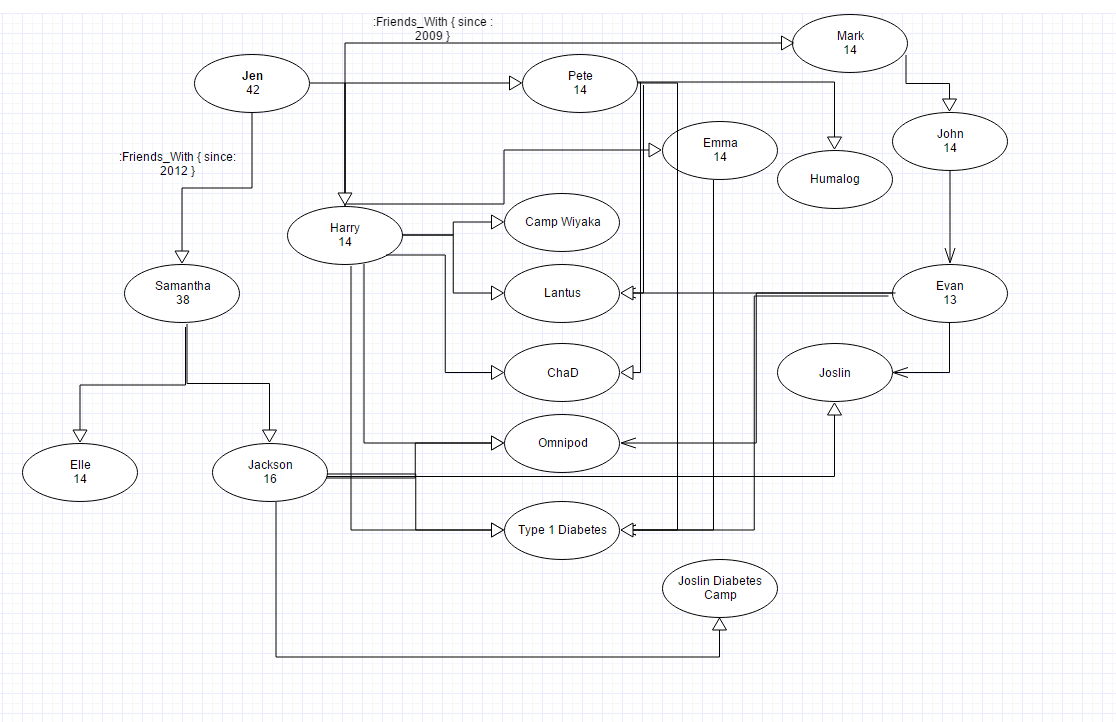 :Friends_With { since :
2009 }
Mark
14
Jen
42
Pete
14
Emma
14
John
14
:Friends_With { since:
2012 }
Humalog
Harry
14
Camp Wiyaka
Samantha
38
Lantus
Evan
13
ChaD
Joslin
Omnipod
Elle
14
Jackson
16
Type 1 Diabetes
Joslin Diabetes
Camp